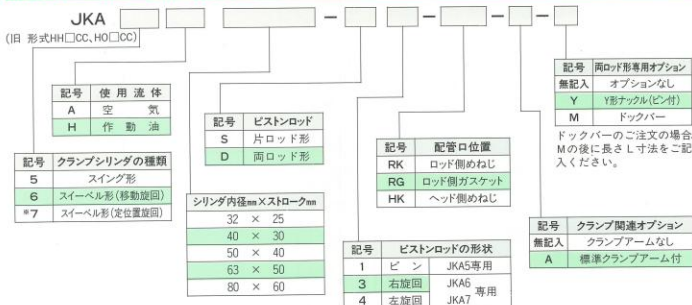 JKA□□ □ － □ □－□－□－□
(旧 形式HH□CC、HO□CC)
記号 使用流体
A 空気
H 作動油
記号 クランプシリンダの種類
5 スイング形
6 スイーベル形(移動旋回)
*7 スイーベル形(定位置旋回)
記号 ピストンロッド
S 片ロッド形
D 両ロッド形
シリンダ内径mm×ストロークmm
32 × 25
40 × 30
50 × 40
63 × 50
80 × 60
記号 配管口位置
RK ロッド側めねじ
RG ロッド側ガスケット
HK ヘッド側めねじ
記号 ピストンロッドの形状
1 ピン JKA5専用
3 右旋回 JKA6 専用
4 左旋回 JKA7
記号 両ロッド形専用オプション
無記入 オプションなし
Y Y形ナックル(ピン付)
M ドックバー
ドックバーのご注文の場合、
Mの後に長さL寸法をご記
入ください。
記号 クランプ関連オプション
無記入 クランプアームなし
A 標準クランプアーム付